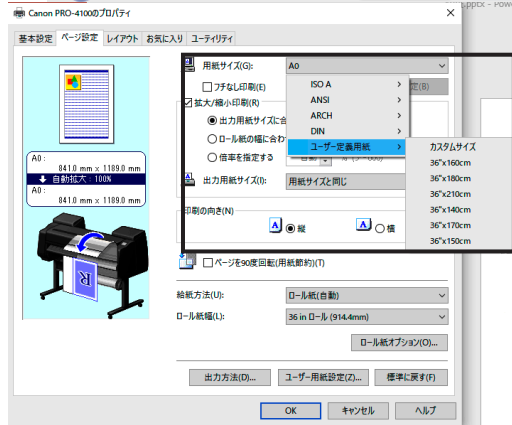 Canon PRO-4100のプロパティ
.pptx - Pow
基本設定 ページ設定 レイアウト お気に入り ユーティリティ
用紙サイズ(G):
A0
フチなし印刷(E)
定(B)
拡大/縮小印刷(R)
出力用紙サイズに合
ロール紙の幅に合わ
倍率を指定する
自動
出力用紙サイズ(I):
用紙サイズと同じ
ISO A
ANSI
ARCH
DIN
ユーザー定義用紙
カスタムサイズ
36"x160cm
36"x180cm
36"x210cm
36"x140cm
36"x170cm
36"x150cm
A0:
841.0 mm x 1189.0 mm
自動拡大: 100%
A0:
841.0 mm x 1189.0 mm
印刷の向き(N)
A
縦
A
横
ページを90度回転(用紙節約)(T)
給紙方法(U):
ロール紙(自動)
ロール紙幅(L):
36 in ロール (914.4mm)
ロール紙オプション(O)...
出力方法(D)...
ユーザー用紙設定(Z)...
標準に戻す(F)
OK
キャンセル
ヘルプ